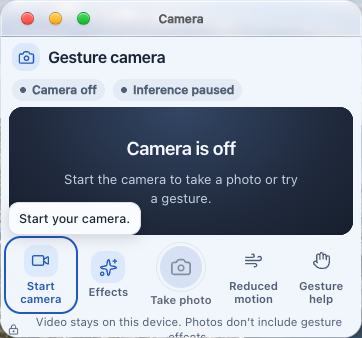 Camera
Gesture camera
Camera off
Inference paused
Camera is off
Start the camera to take a photo or try
a gesture.
Start your camera.
Start
camera
Effects
Take photo
Reduced
motion
Gesture
help
Video stays on this device. Photos don't include gesture
effects.